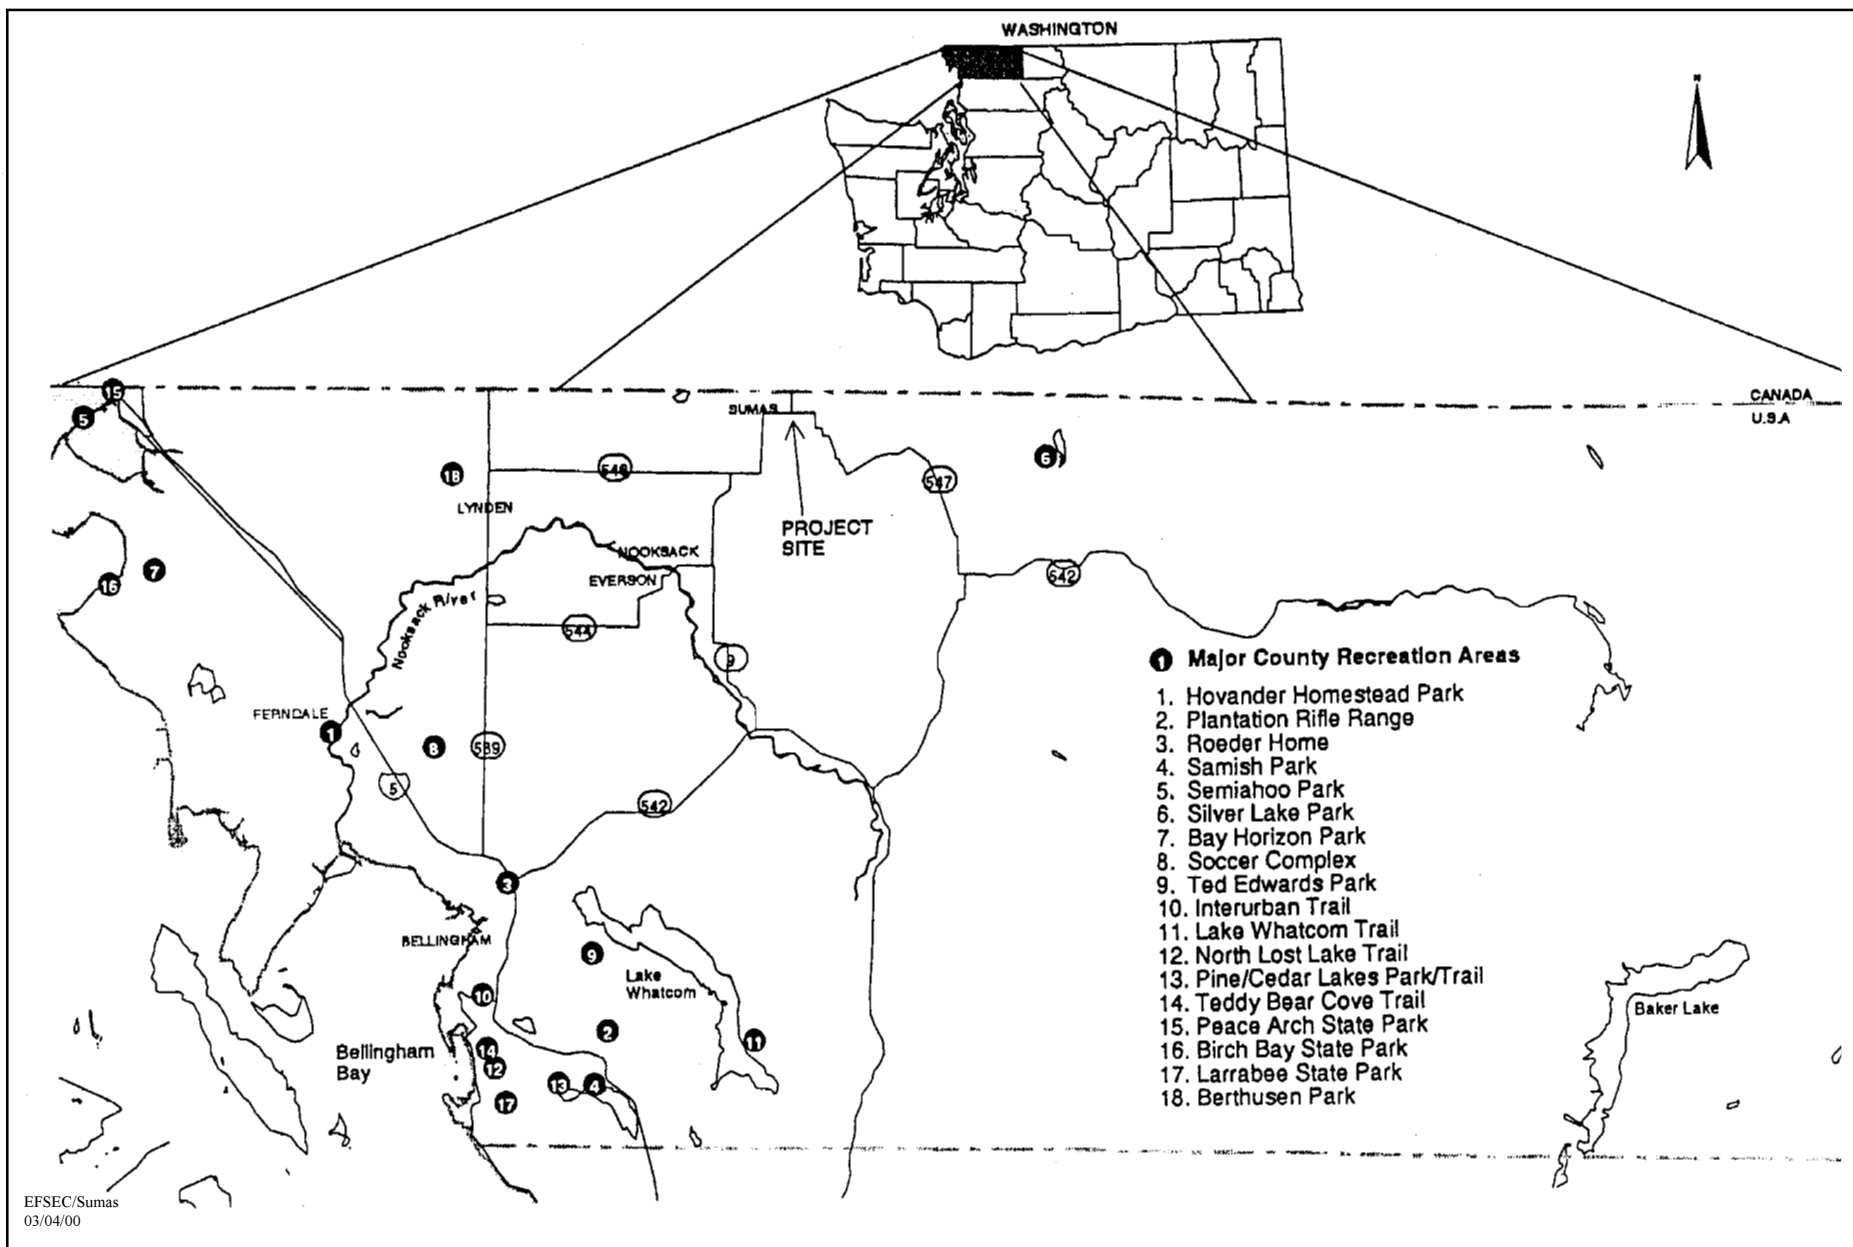 WASHINGTON
N
CANADA
U.S.A
15
5
SUMAS
6
18
546
547
LYNDEN
PROJECT
SITE
NOOKSACK
EVERSON
7
16
542
Nooksack River
544
9
FERNDALE
1
8
539
5
542
3
BELLINGHAM
9
Lake
Whatcom
10
2
11
Bellingham
Bay
14
12
13
4
17
Baker Lake
1 Major County Recreation Areas
1. Hovander Homestead Park
2. Plantation Rifle Range
3. Roeder Home
4. Samish Park
5. Semiahoo Park
6. Silver Lake Park
7. Bay Horizon Park
8. Soccer Complex
9. Ted Edwards Park
10. Interurban Trail
11. Lake Whatcom Trail
12. North Lost Lake Trail
13. Pine/Cedar Lakes Park/Trail
14. Teddy Bear Cove Trail
15. Peace Arch State Park
16. Birch Bay State Park
17. Larrabee State Park
18. Berthusen Park
EFSEC/Sumas
03/04/00